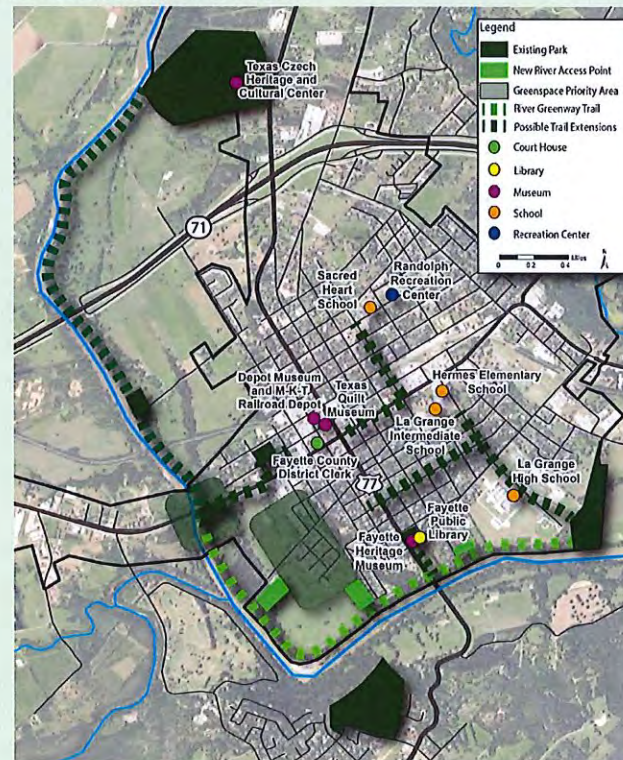 Legend
Existing Park
New River Access Point
Greenspace Priority Area
River Greenway Trail
Possible Trail Extensions
Court House
Library
Museum
School
Recreation Center
0 0.2 0.4 Miles
N
Texas Czech
Heritage and
Cultural Center
71
Sacred
Heart
School
Randolph
Recreation
Center
Hermes Elementary
School
Depot Museum
and M-K-T
Railroad Depot
Texas
Quilt
Museum
La Grange
Intermediate
School
Fayette County
District Clerk
77
La Grange
High School
Fayette
Public
Library
Fayette
Heritage
Museum